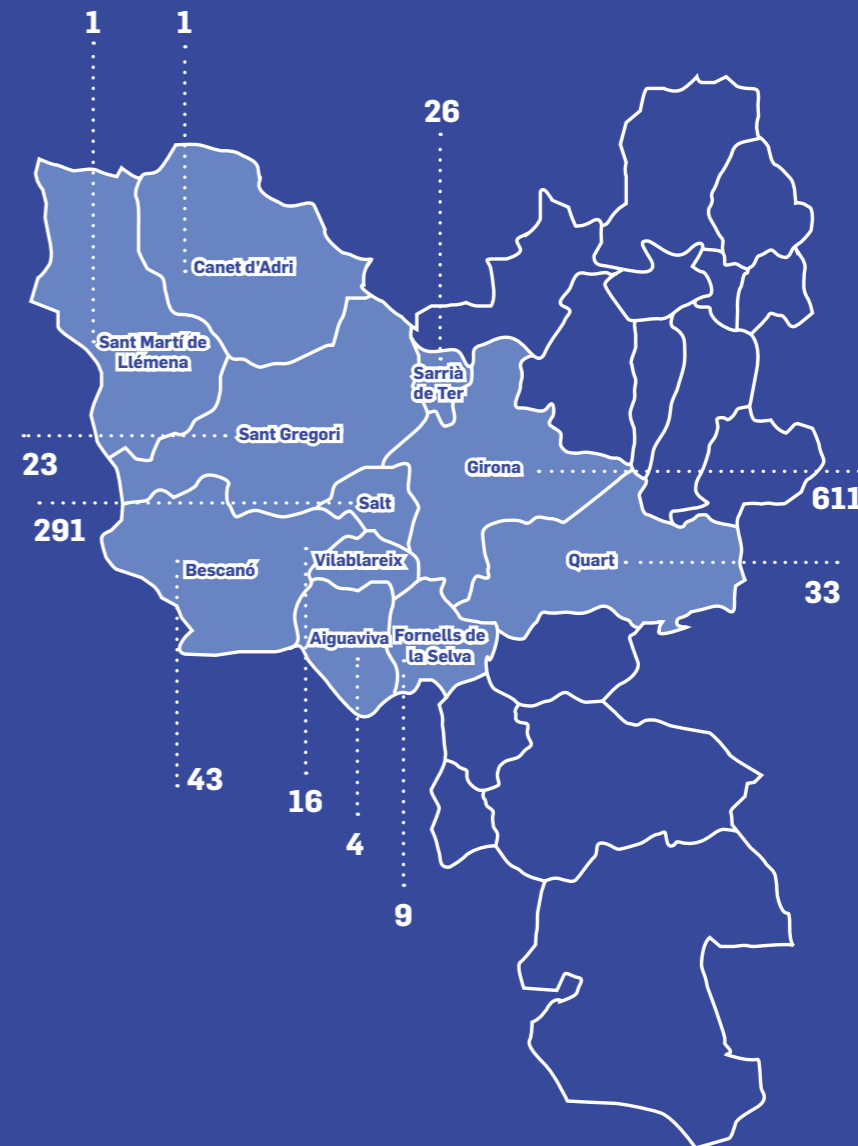 1
1
26
Canet d'Adri
Sant Martí de
Llémena
Sarrià
de Ter
Sant Gregori
23
Girona
611
Salt
291
Vilablareix
Bescanó
Quart
33
Aiguaviva
Fornells de
la Selva
43
16
4
9